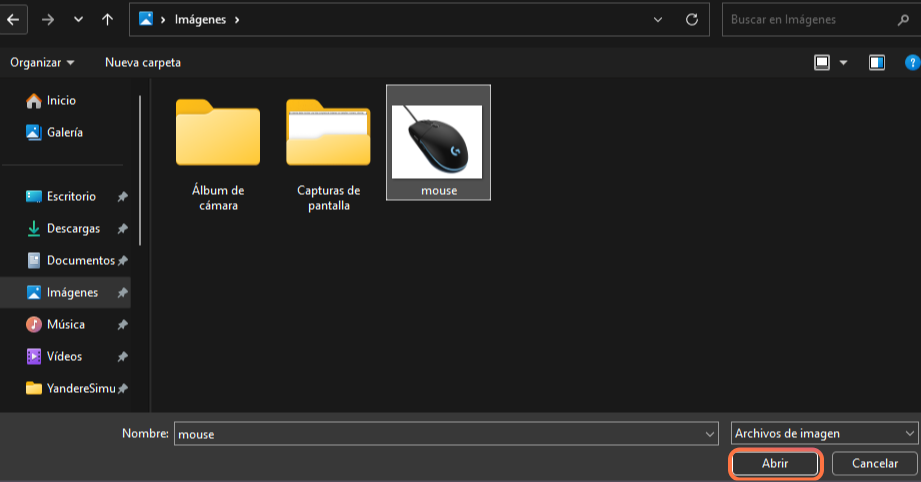 Imágenes
Buscar en Imágenes
Organizar
Nueva carpeta
Inicio
Galería
Escritorio
Descargas
Documentos
Imágenes
Música
Vídeos
YandereSimu
Álbum de
cámara
Capturas de
pantalla
mouse
Nombre:
mouse
Archivos de imagen
Abrir
Cancelar